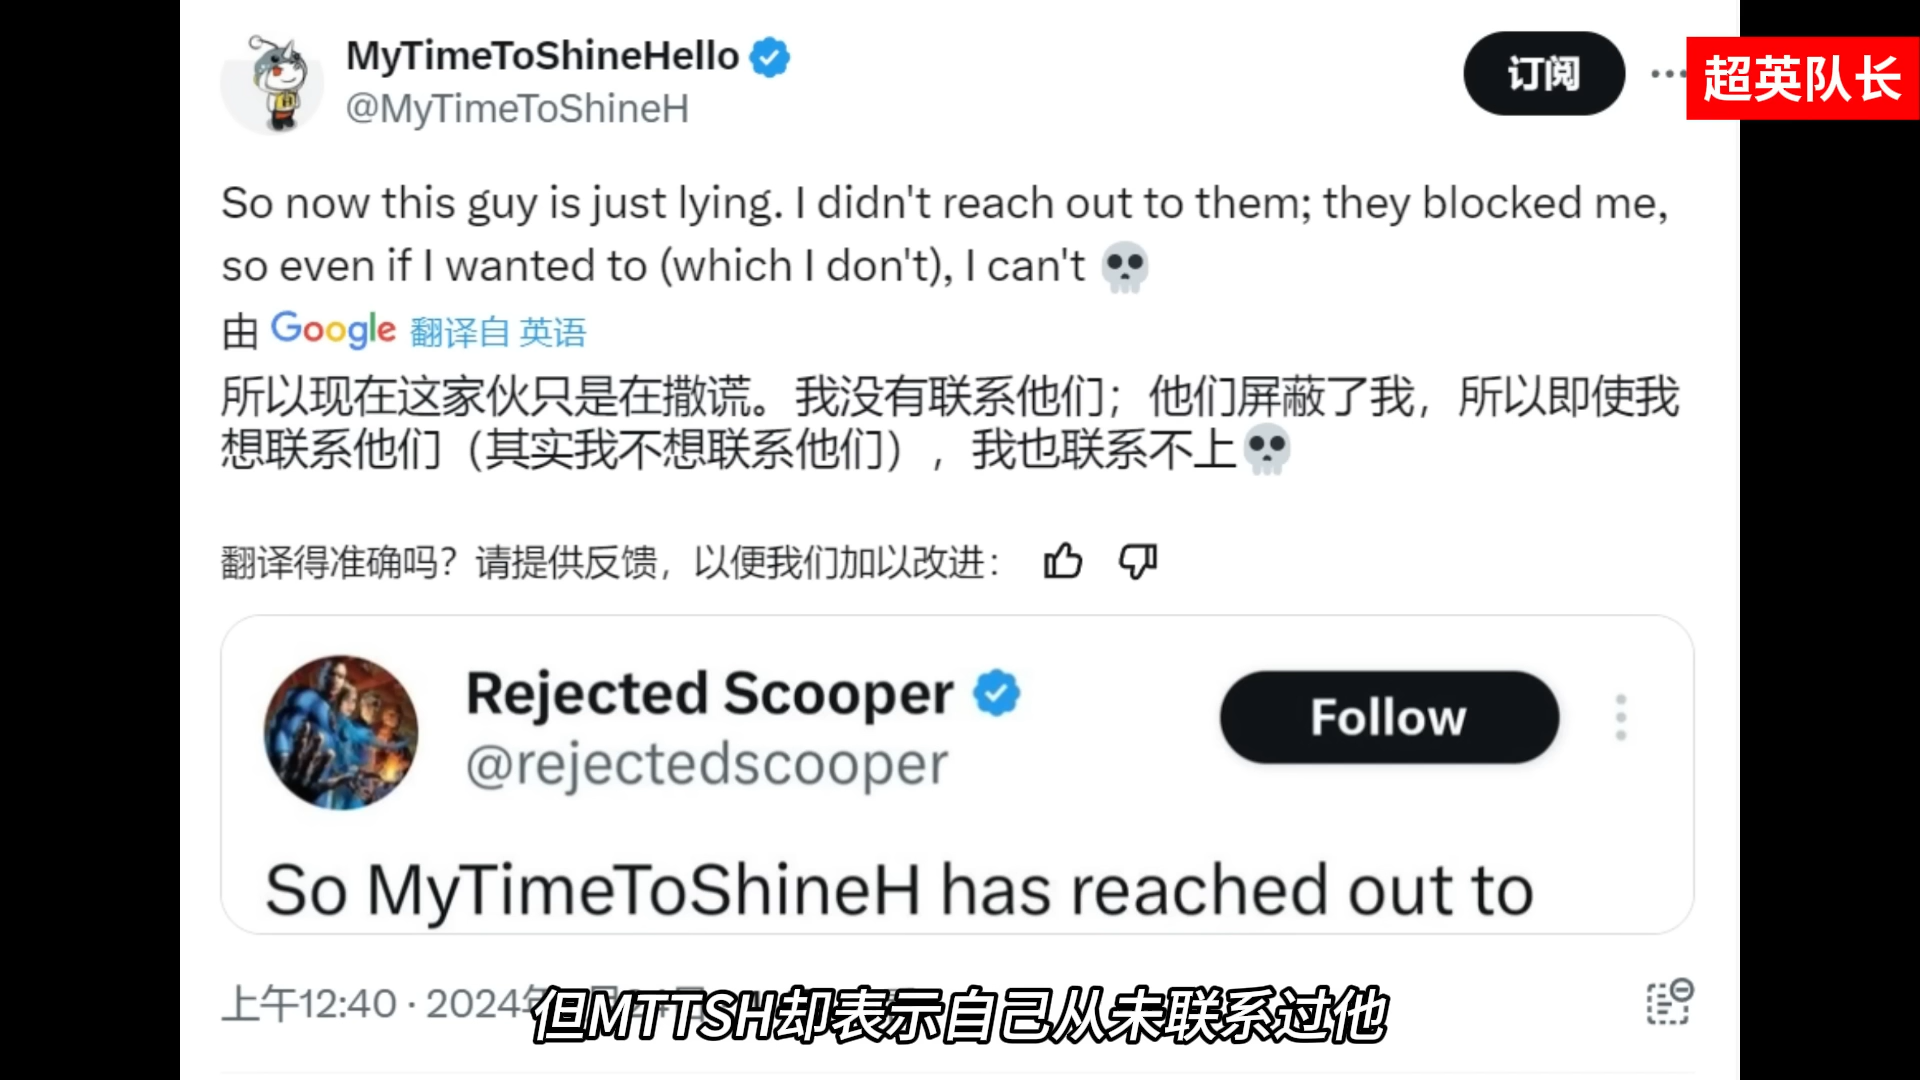 MyTimeToShineHello
@MyTimeToShineH
订阅
超英队长
So now this guy is just lying. I didn't reach out to them; they blocked me,
so even if I wanted to (which I don't), I can't 💀
由 Google 翻译自 英语
所以现在这家伙只是在撒谎。我没有联系他们；他们屏蔽了我，所以即使我
想联系他们（其实我不想联系他们），我也联系不上💀
翻译得准确吗？请提供反馈，以便我们加以改进：
Rejected Scooper
@rejectedscooper
Follow
So MyTimeToShineH has reached out to
上午12:40 · 2024年
但MTTSH却表示自己从未联系过他